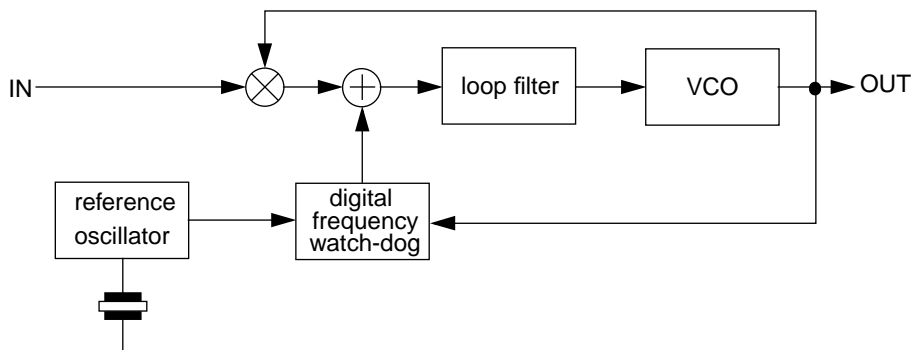 IN
loop filter
VCO
OUT
reference
oscillator
digital
frequency
watch-dog